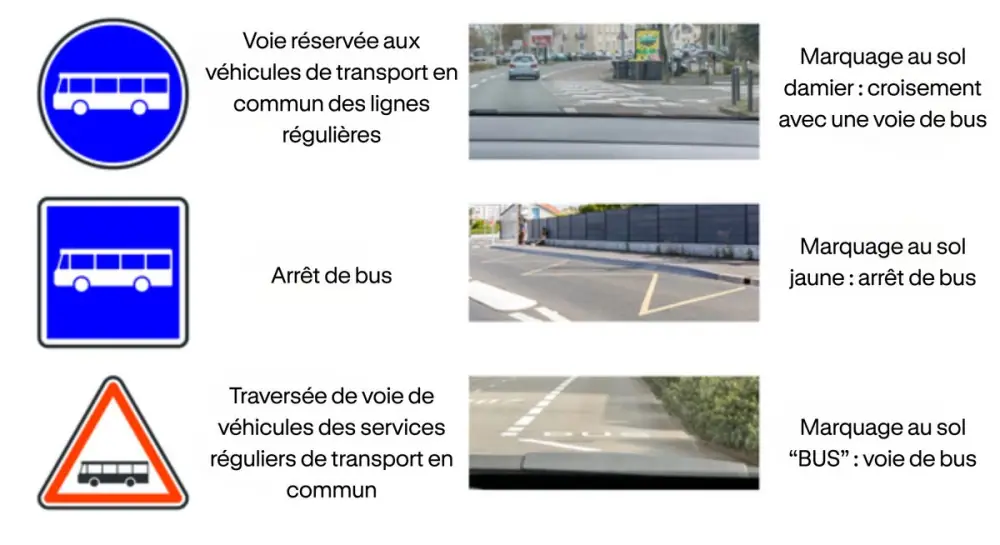 Voie réservée aux
véhicules de transport en
commun des lignes
régulières
Marquage au sol
damier : croisement
avec une voie de bus
Arrêt de bus
Marquage au sol
jaune : arrêt de bus
Traversée de voie de
véhicules des services
réguliers de transport en
commun
BUS
Marquage au sol
“BUS” : voie de bus